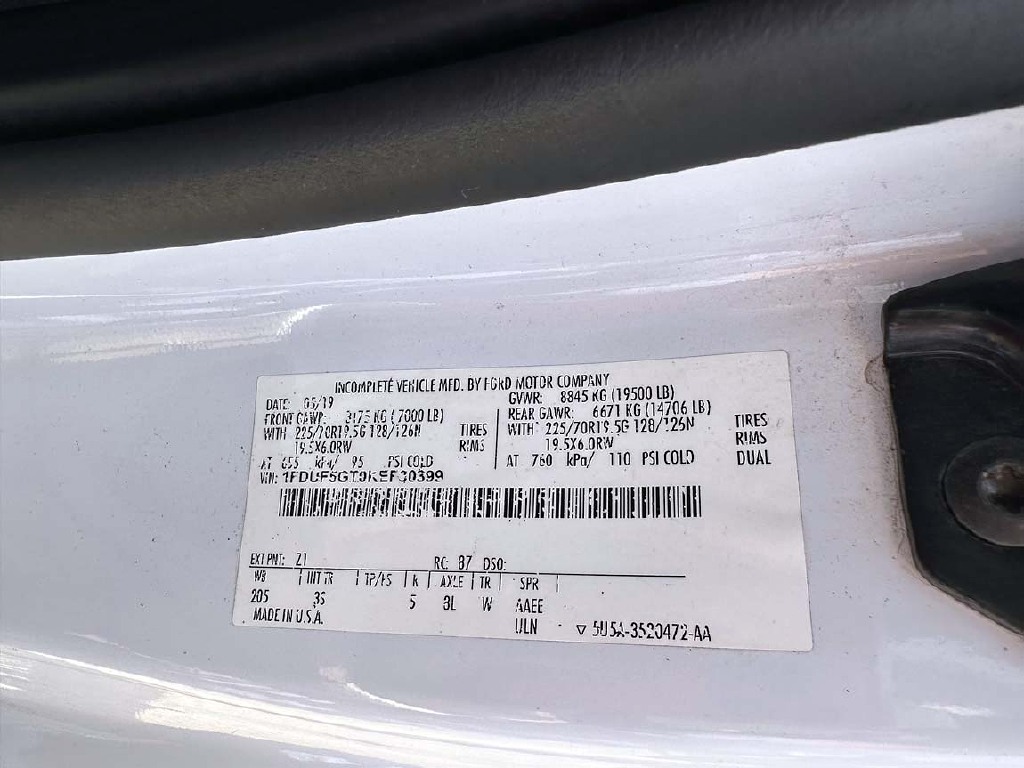 INCOMPLETE VEHICLE MFD. BY FORD MOTOR COMPANY
DATE: 05/19 GVWR: 8845 KG (19500 LB)
FRONT GAWR: 3175 KG (7000 LB) REAR GAWR: 6671 KG (14706 LB)
WITH 225/70R19.5G 128/126N TIRES WITH 225/70R19.5G 128/126N TIRES
19.5X6.0RW RIMS 19.5X6.0RW RIMS
AT 655 kPa/ 95 PSI COLD AT 760 kPa/ 110 PSI COLD DUAL
VIN:
EXT PNT: Z1 RC: 87 DSO:
WB INT TR TP/PS R AXLE TR SPR
205 3S 5 8L W AAEE
MADE IN U.S.A. ULN ▽ 5U5A-3520472-AA